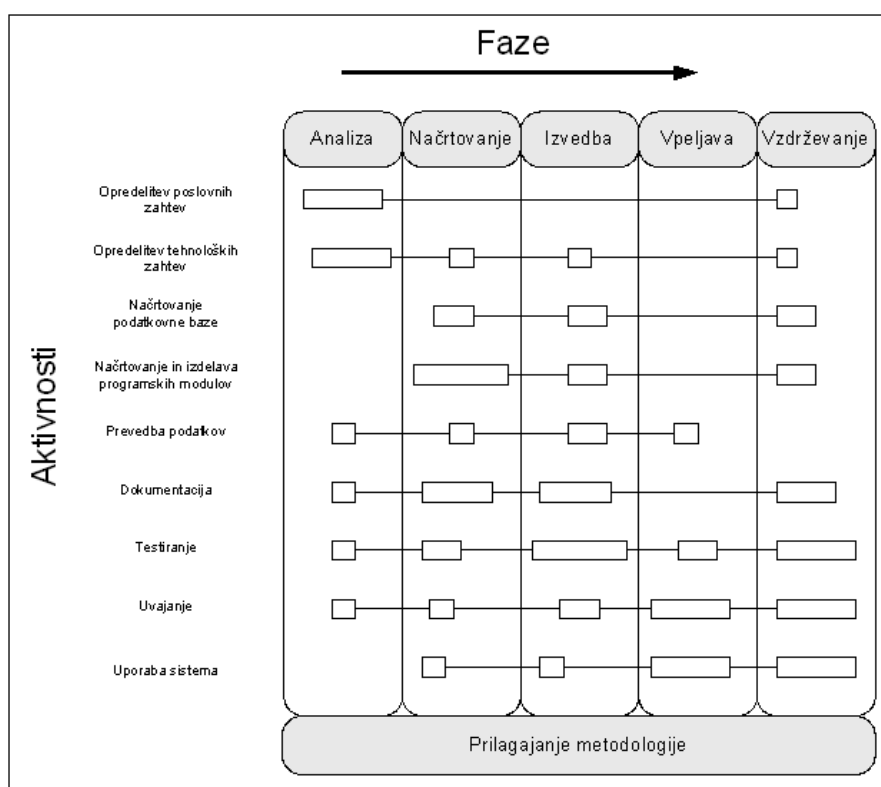 Faze
Analiza
Načrtovanje
Izvedba
Vpeljava
Vzdrževanje
Aktivnosti
Opredelitev poslovnih
zahtev
Opredelitev tehnoloških
zahtev
Načrtovanje
podatkovne baze
Načrtovanje in izdelava
programskih modulov
Prevedba podatkov
Dokumentacija
Testiranje
Uvajanje
Uporaba sistema
Prilagajanje metodologije